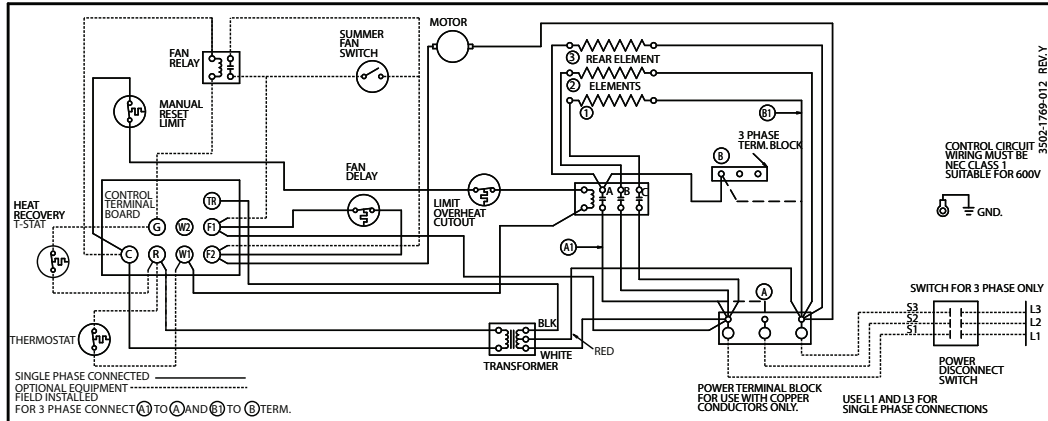 MOTOR
SUMMER
FAN
SWITCH
FAN
RELAY
3 REAR ELEMENT
2 ELEMENTS
1
B1
MANUAL
RESET
LIMIT
3 PHASE
TERM. BLOCK
B
CONTROL CIRCUIT
WIRING MUST BE
NEC CLASS 1
SUITABLE FOR 600V
3502-1769-012 REV. Y
GND.
FAN
DELAY
LIMIT
OVERHEAT
CUTOUT
A B C
A1
CONTROL
TERMINAL
BOARD
TR
G W2 F1
C R W1 F2
HEAT
RECOVERY
T-STAT
THERMOSTAT
BLK
WHITE
RED
TRANSFORMER
A
SWITCH FOR 3 PHASE ONLY
S3
S2
S1
L3
L2
L1
POWER
DISCONNECT
SWITCH
POWER TERMINAL BLOCK
FOR USE WITH COPPER
CONDUCTORS ONLY.
USE L1 AND L3 FOR
SINGLE PHASE CONNECTIONS
SINGLE PHASE CONNECTED
OPTIONAL EQUIPMENT
FIELD INSTALLED
FOR 3 PHASE CONNECT A1 TO A AND B1 TO B TERM.